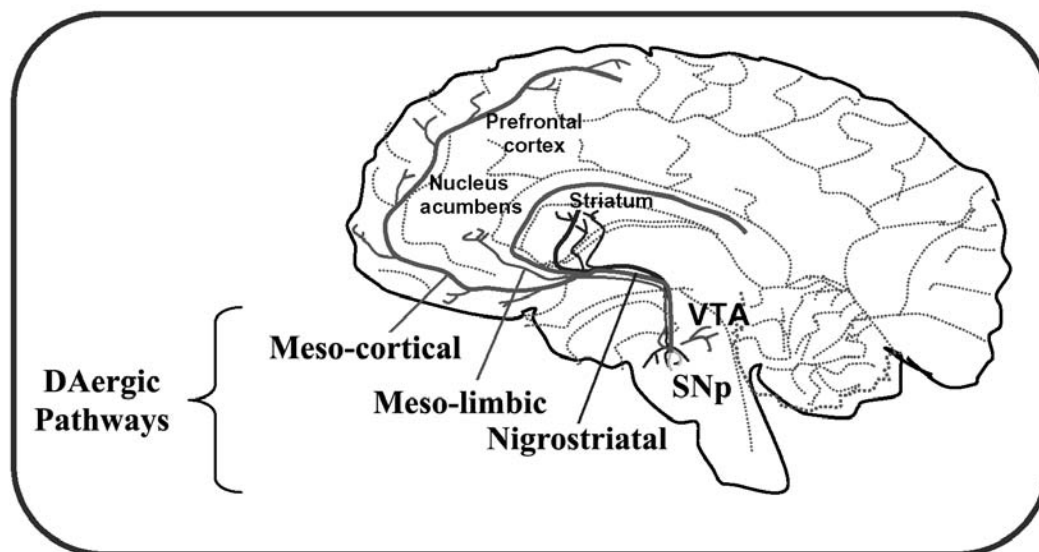 Prefrontal
cortex
Nucleus
acumbens
Striatum
VTA
SNp
Meso-cortical
Meso-limbic
Nigrostriatal
DAergic
Pathways